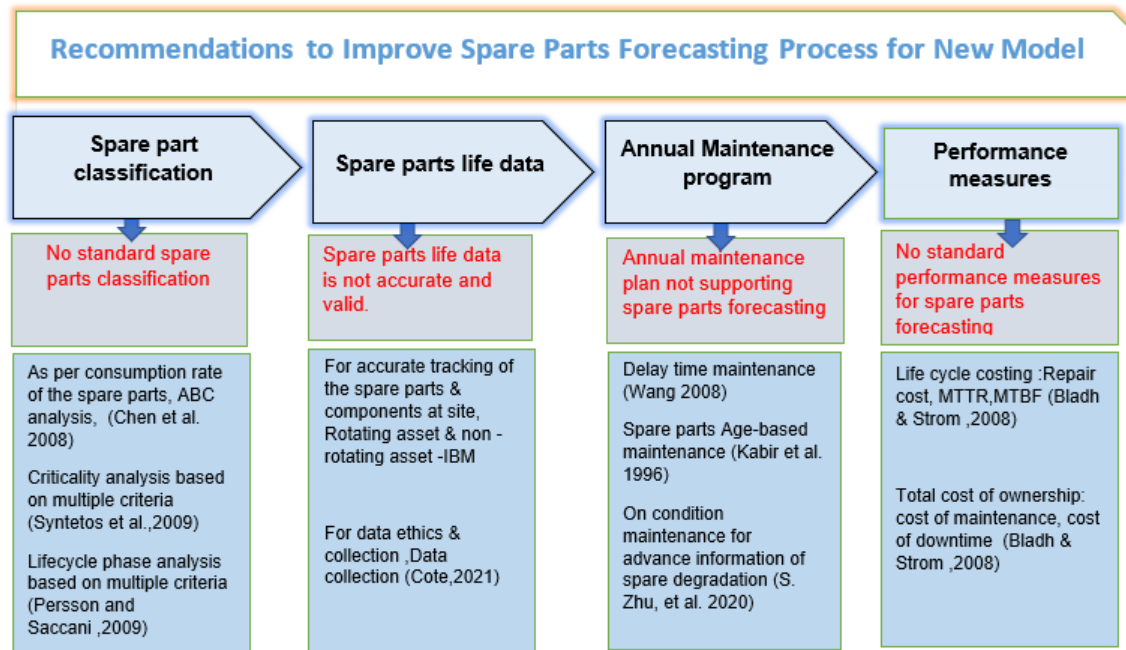 Recommendations to Improve Spare Parts Forecasting Process for New Model
Spare part
classification
No standard spare
parts classification
As per consumption rate
of the spare parts, ABC
analysis, (Chen et al.
2008)
Criticality analysis based
on multiple criteria
(Syntetos et al.,2009)
Lifecycle phase analysis
based on multiple criteria
(Persson and
Saccani ,2009)
Spare parts life data
Spare parts life data
is not accurate and
valid.
For accurate tracking of
the spare parts &
components at site,
Rotating asset & non -
rotating asset -IBM
For data ethics &
collection ,Data
collection (Cote,2021)
Annual Maintenance
program
Annual maintenance
plan not supporting
spare parts forecasting
Delay time maintenance
(Wang 2008)
Spare parts Age-based
maintenance (Kabir et al.
1996)
On condition
maintenance for
advance information of
spare degradation (S.
Zhu, et al. 2020)
Performance
measures
No standard
performance measures
for spare parts
forecasting
Life cycle costing :Repair
cost, MTTR,MTBF (Bladh
& Strom ,2008)
Total cost of ownership:
cost of maintenance, cost
of downtime (Bladh &
Strom ,2008)